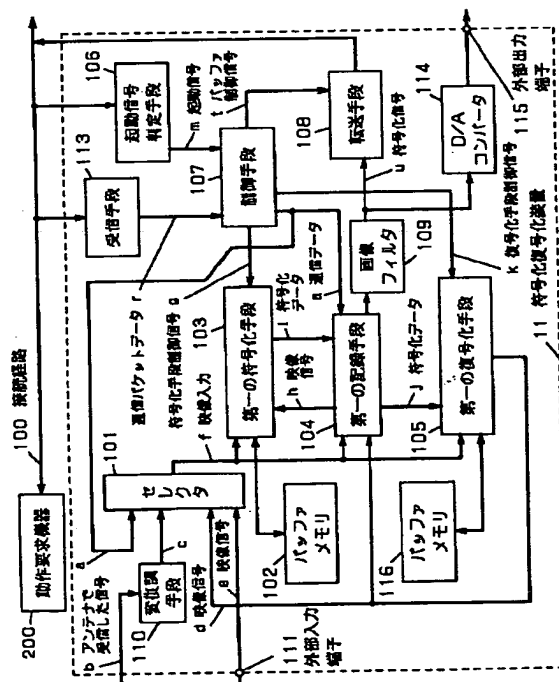 100 接続経路
200
動作要求機器
106
起動信号
判定手段
113
受信手段
m 起動信号
t バッファ
制御信号
通信パケットデータ r
107
制御手段
108
転送手段
符号化手段制御信号 g
103
第一の符号化手段
i 符号化
データ
n 通信データ
u 符号化信号
109
画像
フィルタ
114
D/A
コンバータ
115 外部出力
端子
f 映像入力
101
セレクタ
h 映像
信号
104
第一の記録手段
j 符号化データ
105
第一の復号化手段
k 復号化手段制御信号
11 符号化復号化装置
a
b アンテナで
受信した信号
110
変復調
手段
c
d 映像信号
e 映像信号
102
バッファ
メモリ
116
バッファ
メモリ
111
外部入力
端子